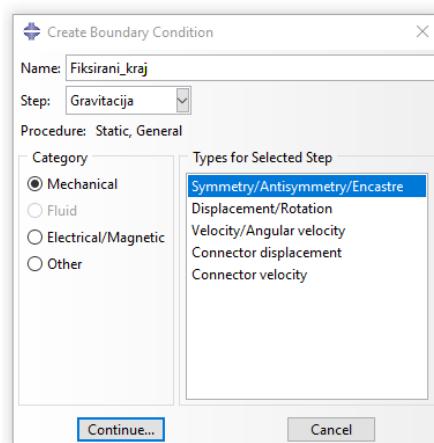 Create Boundary Condition
Name: Fiksirani_kraj
Step: Gravitacija
Procedure: Static, General
Category
Mechanical
Fluid
Electrical/Magnetic
Other
Types for Selected Step
Symmetry/Antisymmetry/Encastre
Displacement/Rotation
Velocity/Angular velocity
Connector displacement
Connector velocity
Continue...
Cancel